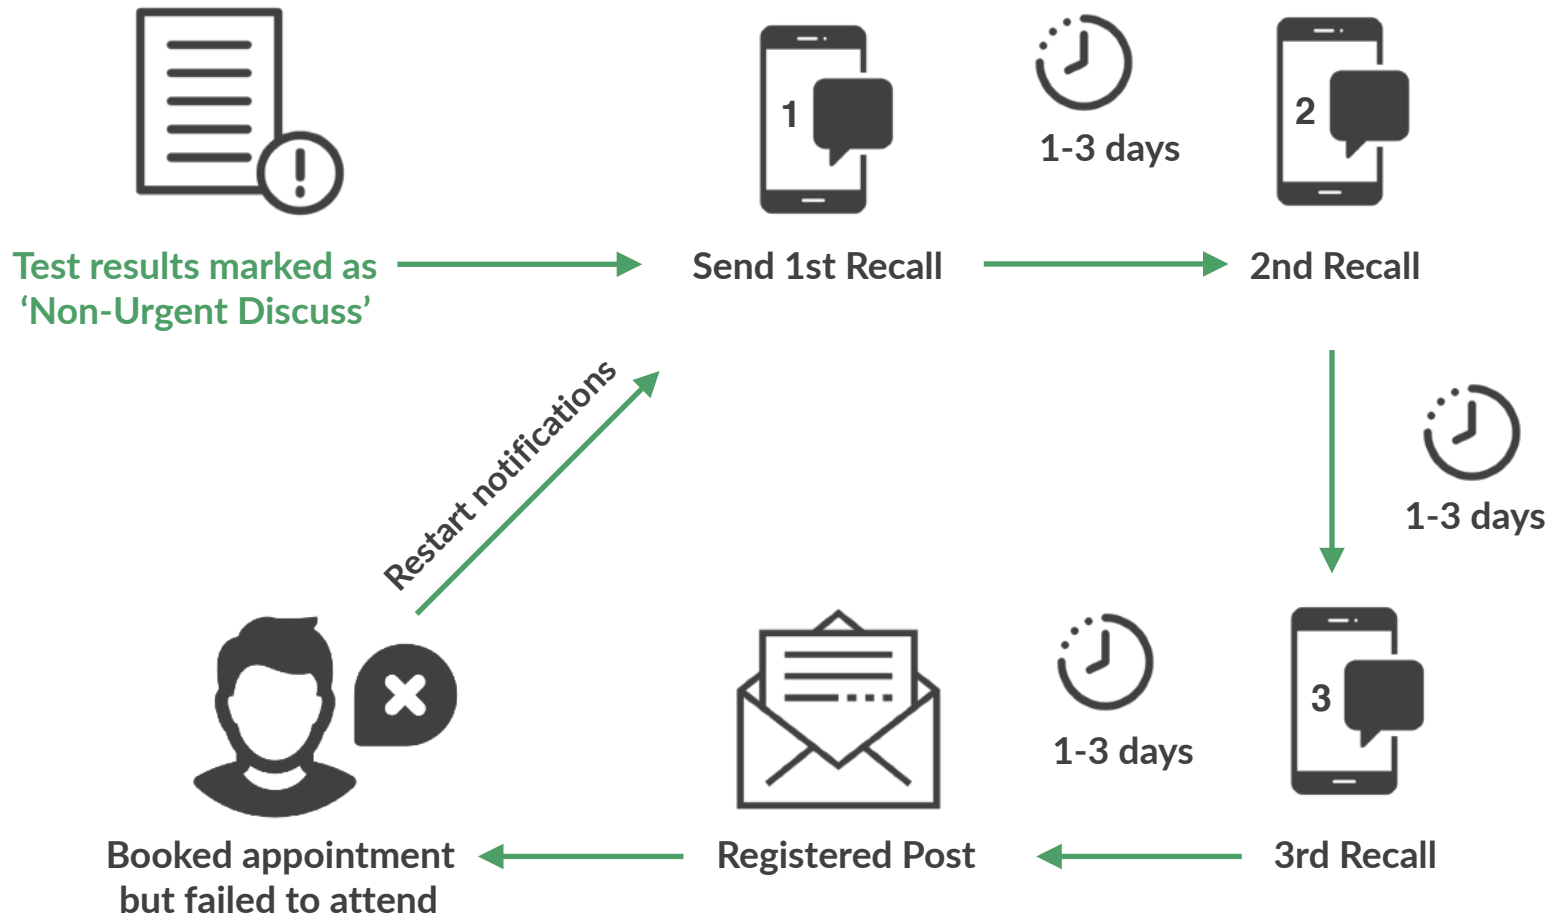 1
1-3 days
2
Test results marked as
‘Non-Urgent Discuss’
Send 1st Recall
2nd Recall
Restart notifications
1-3 days
1-3 days
3
Booked appointment
but failed to attend
Registered Post
3rd Recall